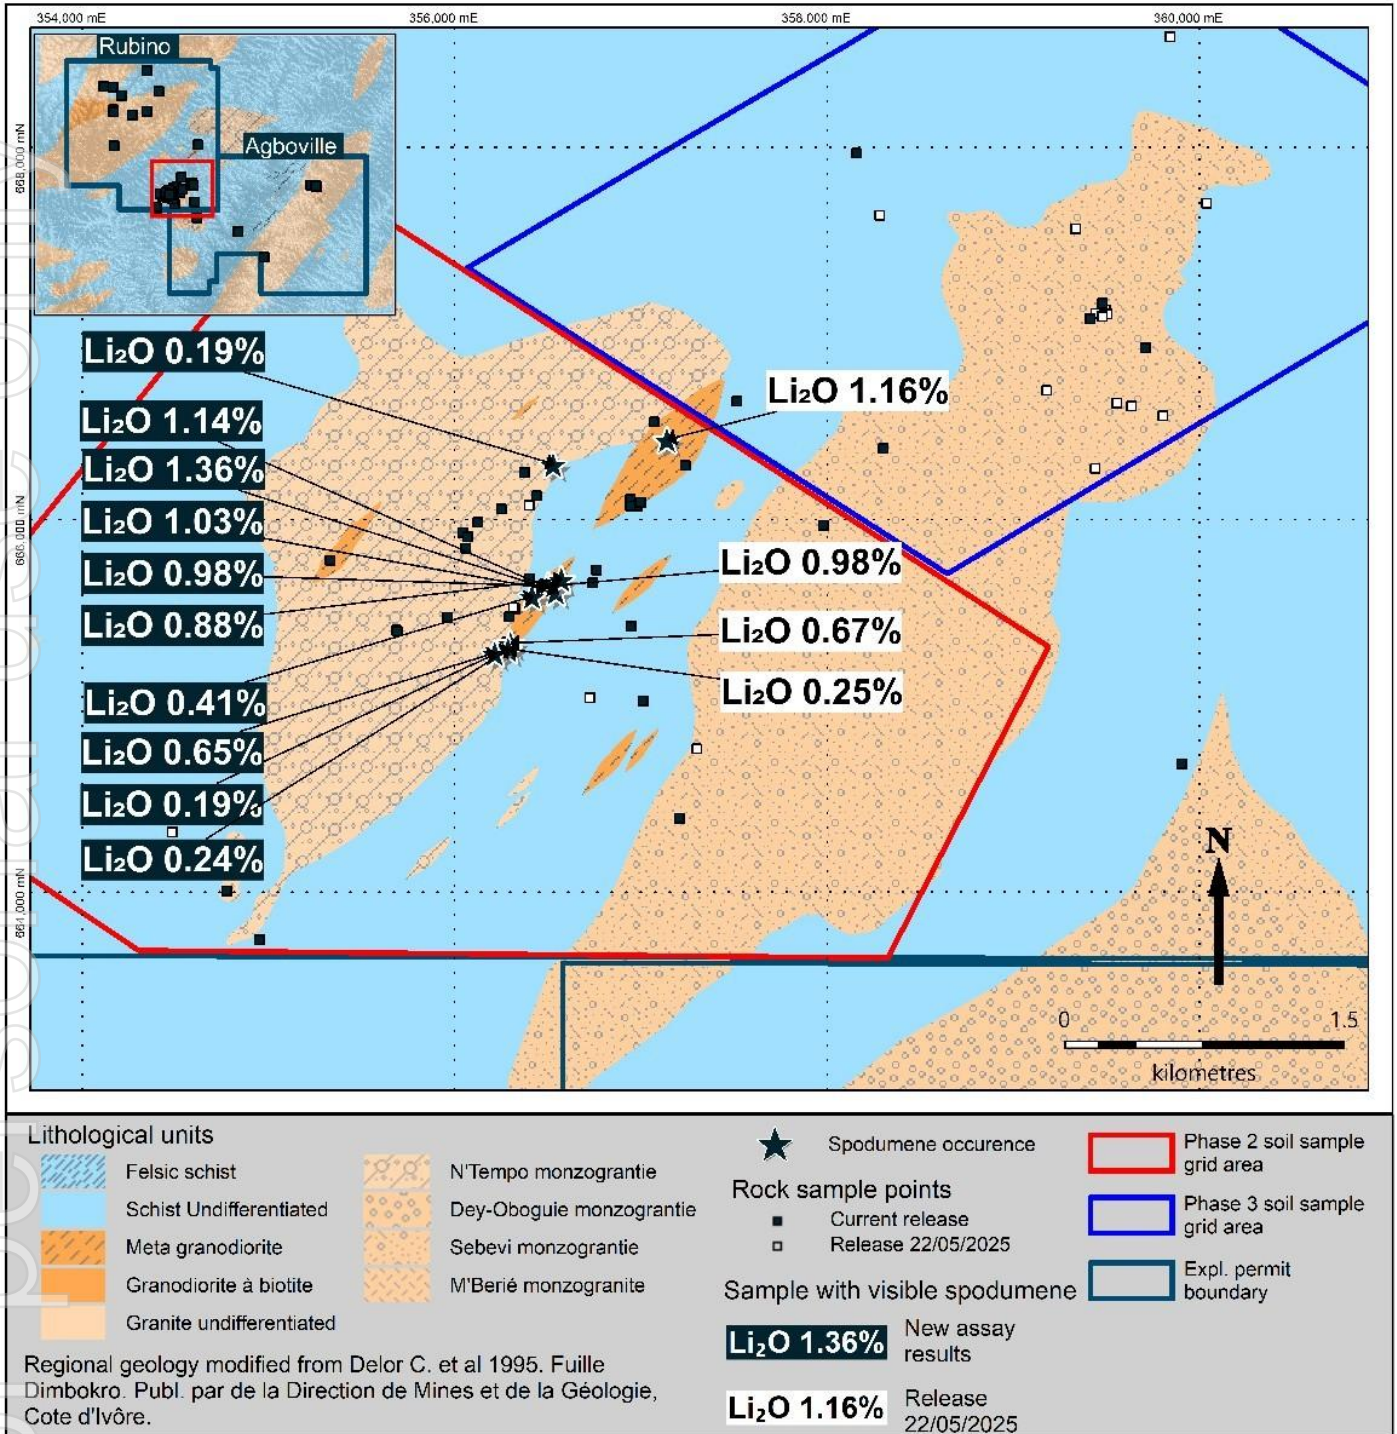 354,000 mE
356,000 mE
358,000 mE
360,000 mE
668,000 mN
666,000 mN
664,000 mN
Rubino
Agboville
Li₂O 0.19%
Li₂O 1.14%
Li₂O 1.36%
Li₂O 1.03%
Li₂O 0.98%
Li₂O 0.88%
Li₂O 0.41%
Li₂O 0.65%
Li₂O 0.19%
Li₂O 0.24%
Li₂O 1.16%
Li₂O 0.98%
Li₂O 0.67%
Li₂O 0.25%
N
0
1.5
kilometres
Lithological units
Felsic schist
Schist Undifferentiated
Meta granodiorite
Granodiorite à biotite
Granite undifferentiated
N'Tempo monzograntie
Dey-Oboguie monzograntie
Sebevi monzograntie
M'Berié monzogranite
Regional geology modified from Delor C. et al 1995. Fuille
Dimbokro. Publ. par de la Direction de Mines et de la Géologie,
Cote d'Ivôre.
Spodumene occurence
Rock sample points
Current release
Release 22/05/2025
Sample with visible spodumene
Li₂O 1.36%
New assay
results
Li₂O 1.16%
Release
22/05/2025
Phase 2 soil sample
grid area
Phase 3 soil sample
grid area
Expl. permit
boundary
For personal use only